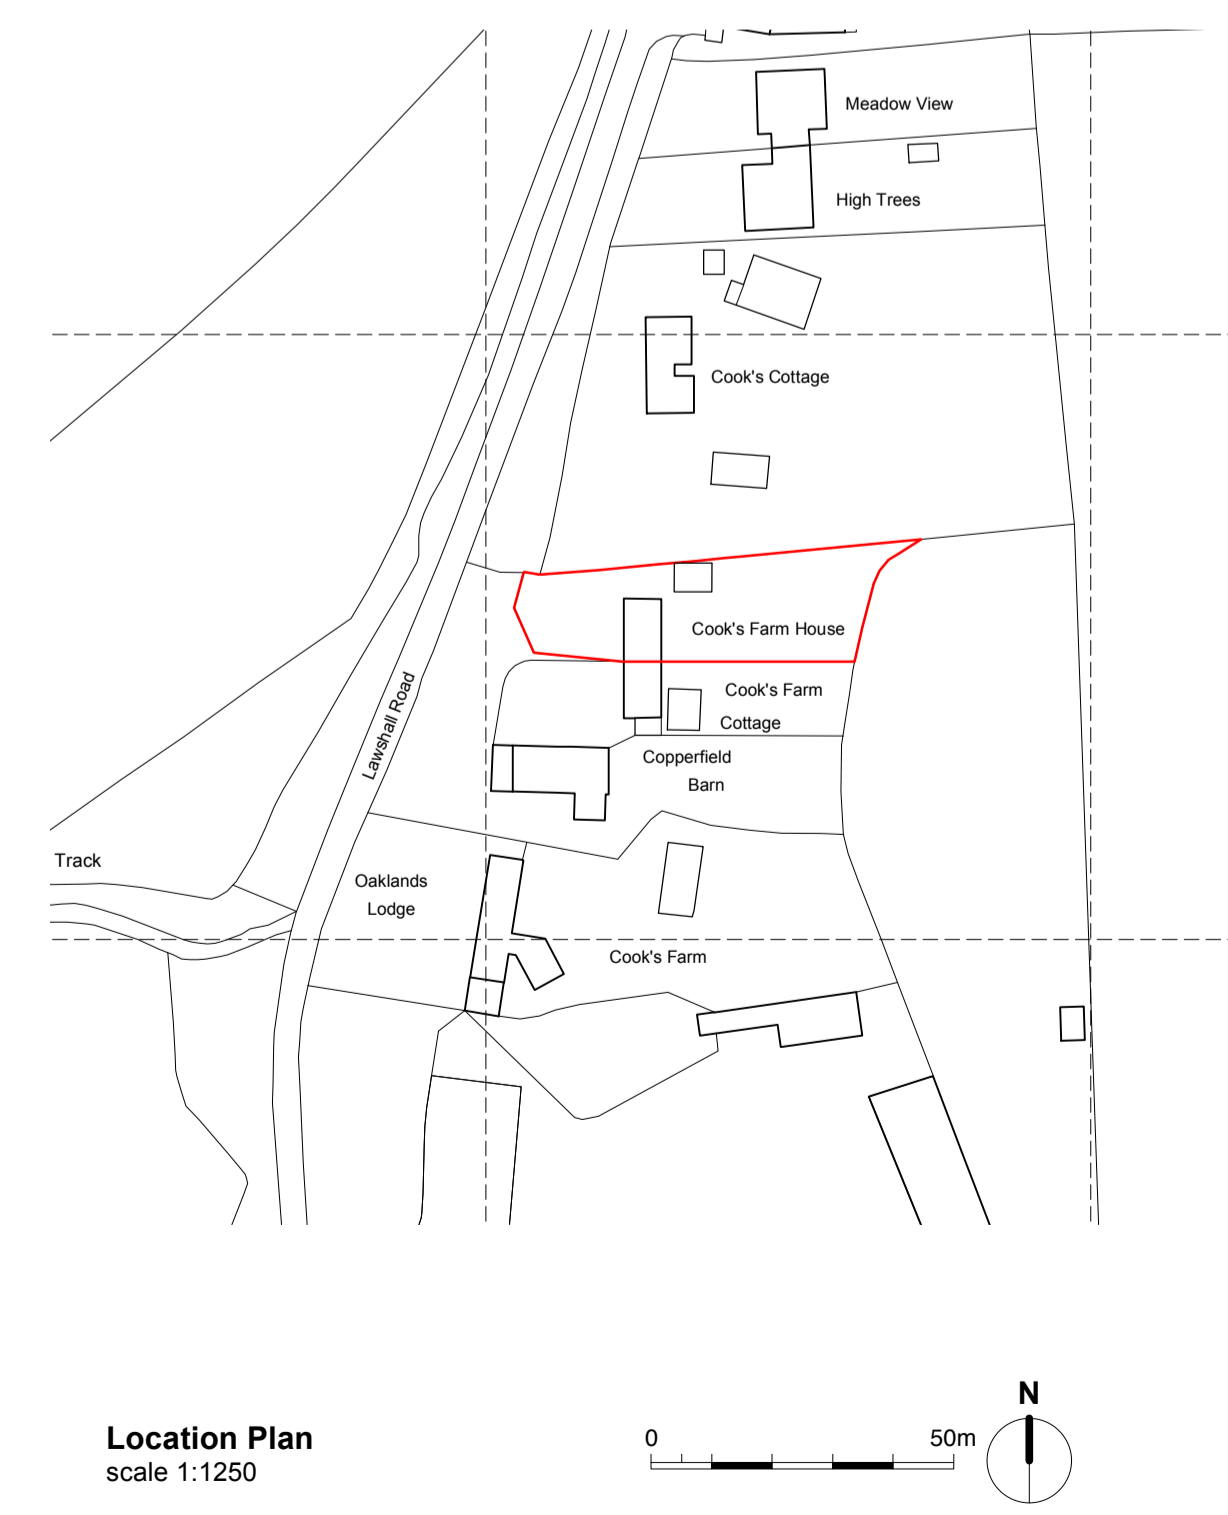 Meadow View
High Trees
Cook's Cottage
Cook's Farm House
Cook's Farm
Cottage
Lawshall Road
Copperfield
Barn
Track
Oaklands
Lodge
Cook's Farm
N
Location Plan
scale 1:1250
0
50m